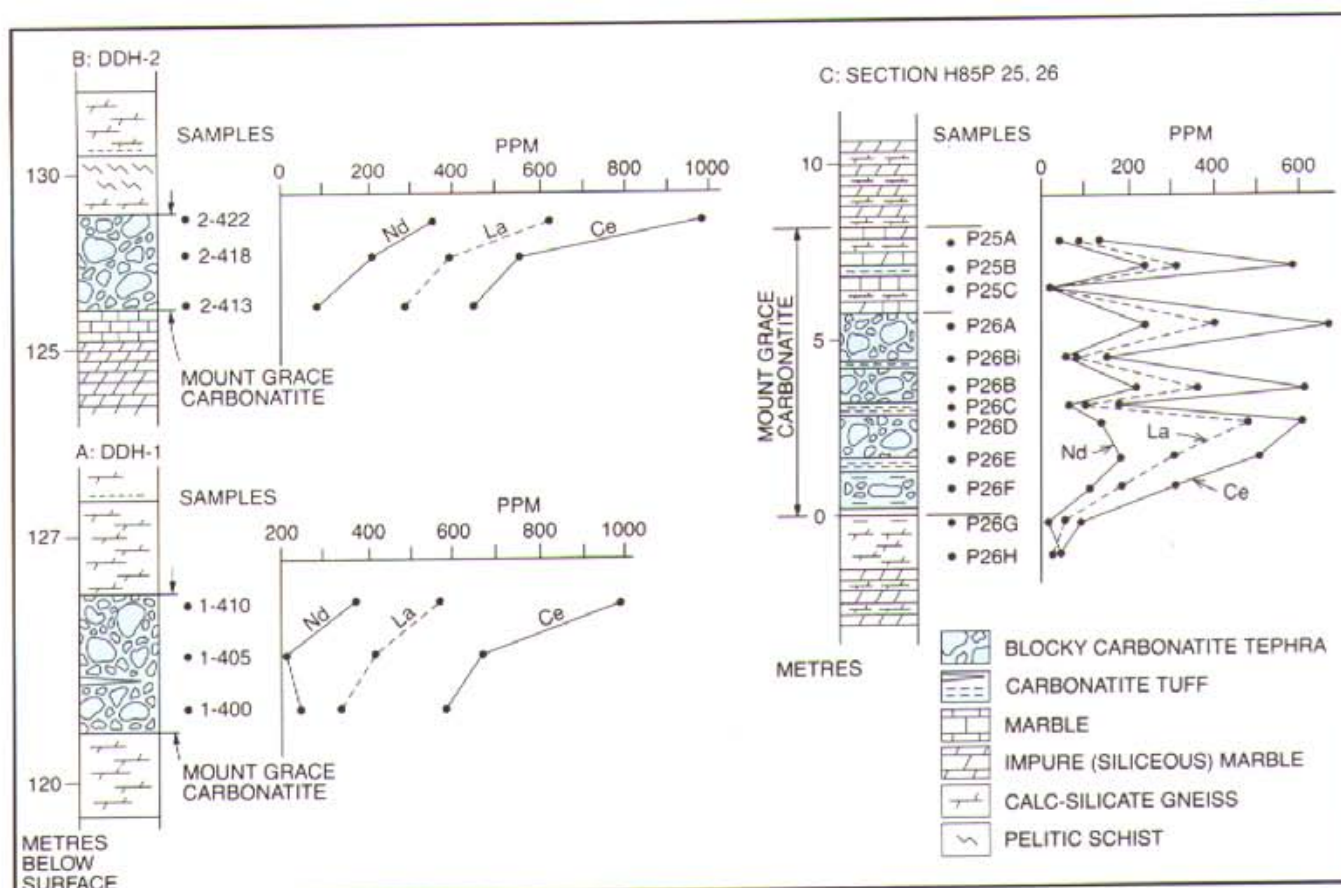 B: DDH-2
SAMPLES
PPM
0 200 400 600 800 1000
130
2-422
2-418
2-413
Nd
La
Ce
125
MOUNT GRACE
CARBONATITE
A: DDH-1
SAMPLES
PPM
200 400 600 800 1000
127
1-410
1-405
1-400
Nd
La
Ce
MOUNT GRACE
CARBONATITE
120
METRES
BELOW
SURFACE
C: SECTION H85P 25, 26
SAMPLES
PPM
0 200 400 600
10
5
0
MOUNT GRACE
CARBONATITE
P25A
P25B
P25C
P26A
P26Bi
P26B
P26C
P26D
P26E
P26F
P26G
P26H
Nd
La
Ce
METRES
BLOCKY CARBONATITE TEPHRA
CARBONATITE TUFF
MARBLE
IMPURE (SILICEOUS) MARBLE
CALC-SILICATE GNEISS
PELITIC SCHIST